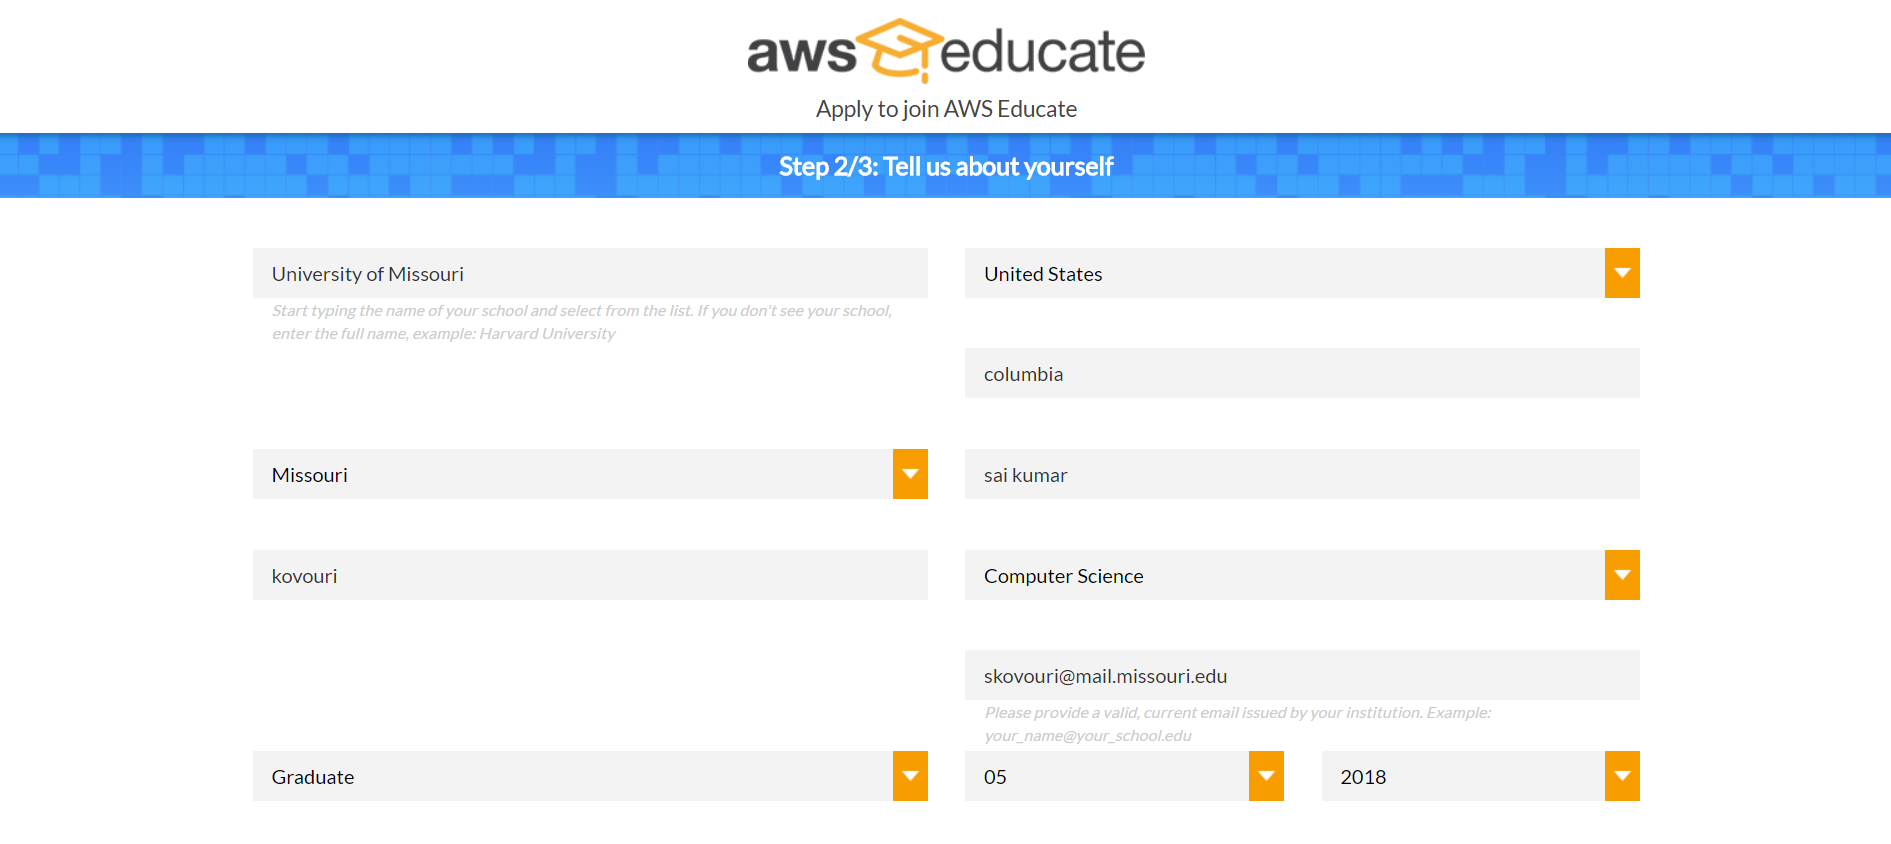 aws educate
Apply to join AWS Educate
Step 2/3: Tell us about yourself
University of Missouri
United States
Start typing the name of your school and select from the list. If you don't see your school,
enter the full name, example: Harvard University
columbia
Missouri
sai kumar
kovouri
Computer Science
skovouri@mail.missouri.edu
Please provide a valid, current email issued by your institution. Example:
your_name@your_school.edu
Graduate
05
2018